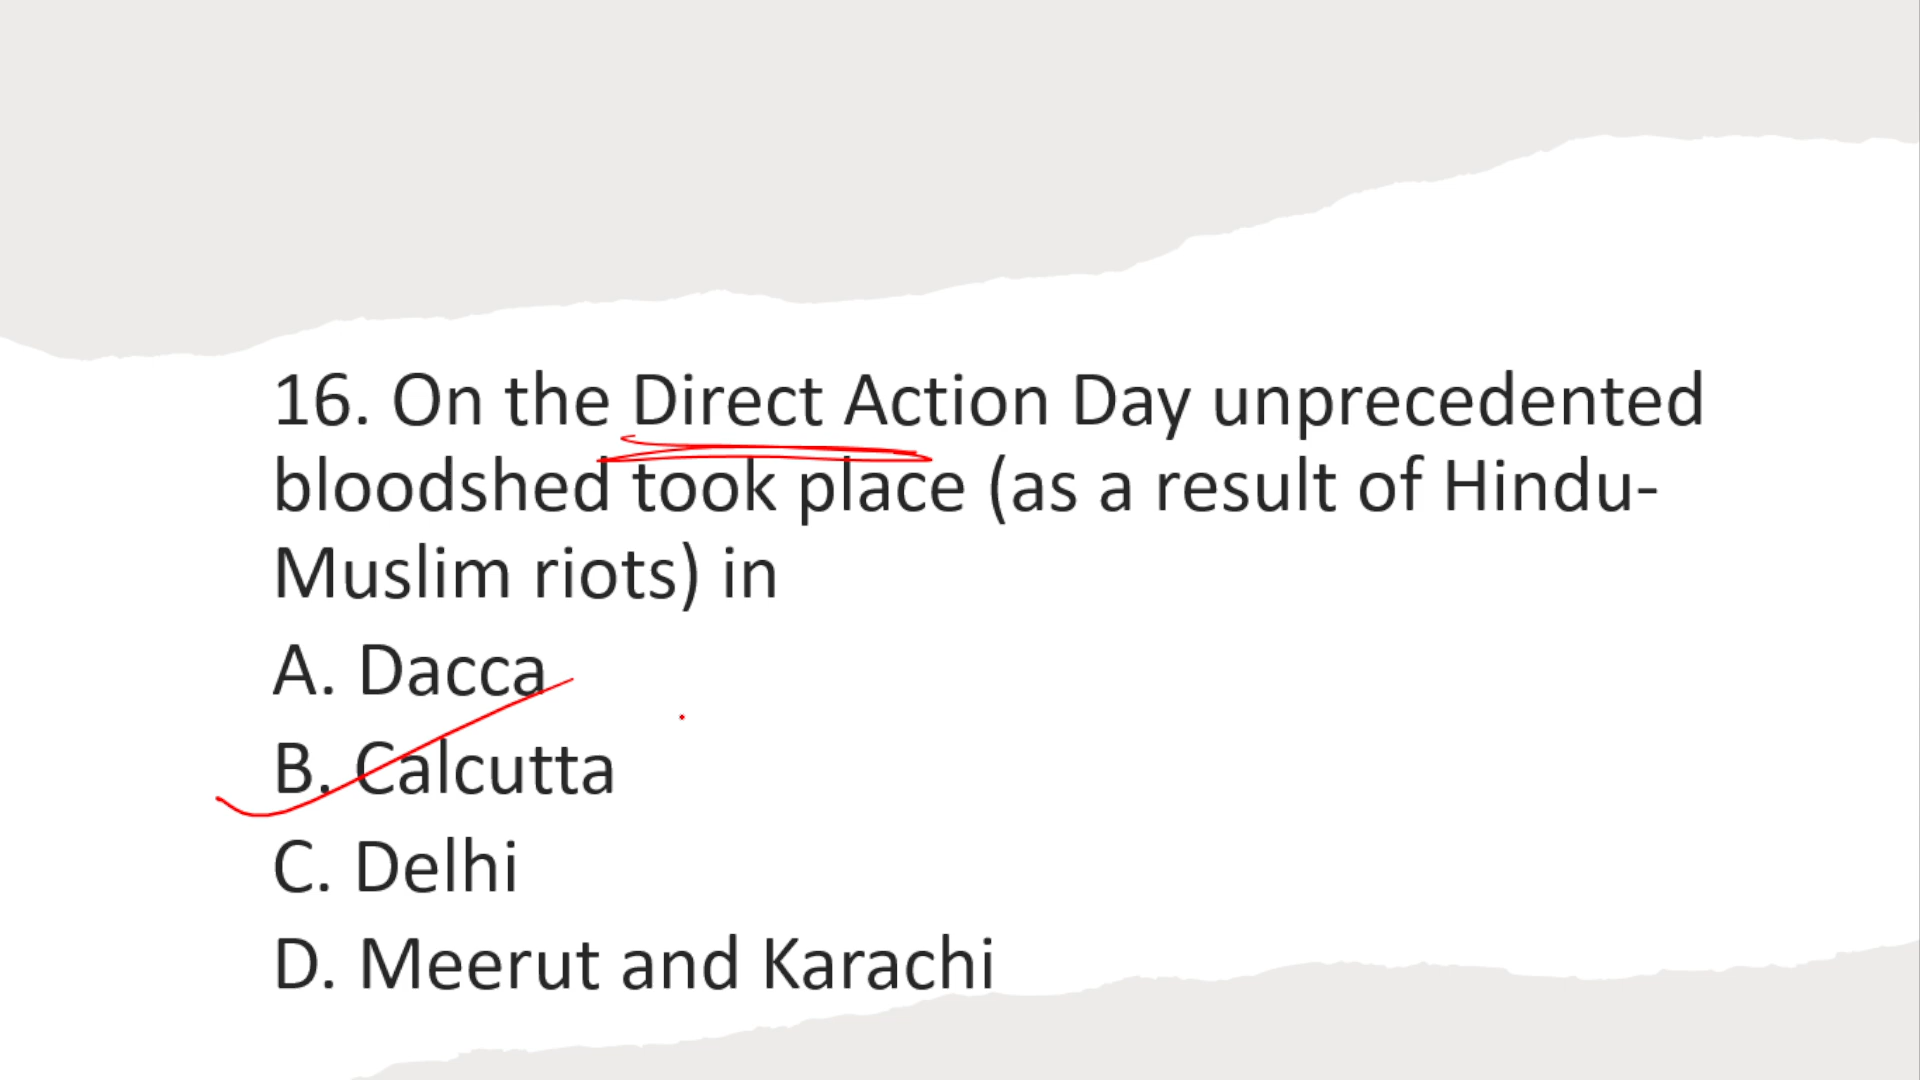 16. On the Direct Action Day unprecedented
bloodshed took place (as a result of Hindu-
Muslim riots) in
A. Dacca
B. Calcutta
C. Delhi
D. Meerut and Karachi